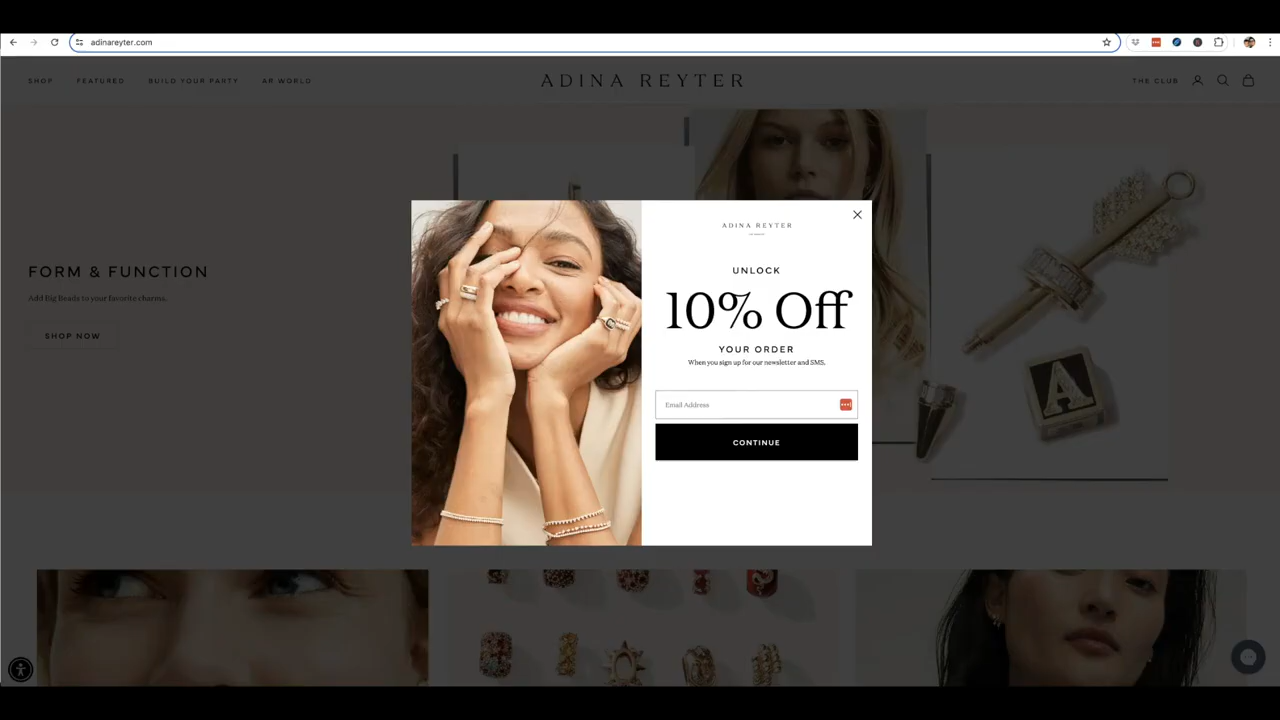 adinareyter.com
SHOP FEATURED BUILD YOUR PARTY AR WORLD
ADINA REYTER
THE CLUB
FORM & FUNCTION
Add Big Beads to your favorite charms.
SHOP NOW
ADINA REYTER
UNLOCK
10% Off
YOUR ORDER
When you sign up for our newsletter and SMS.
Email Address
CONTINUE
A